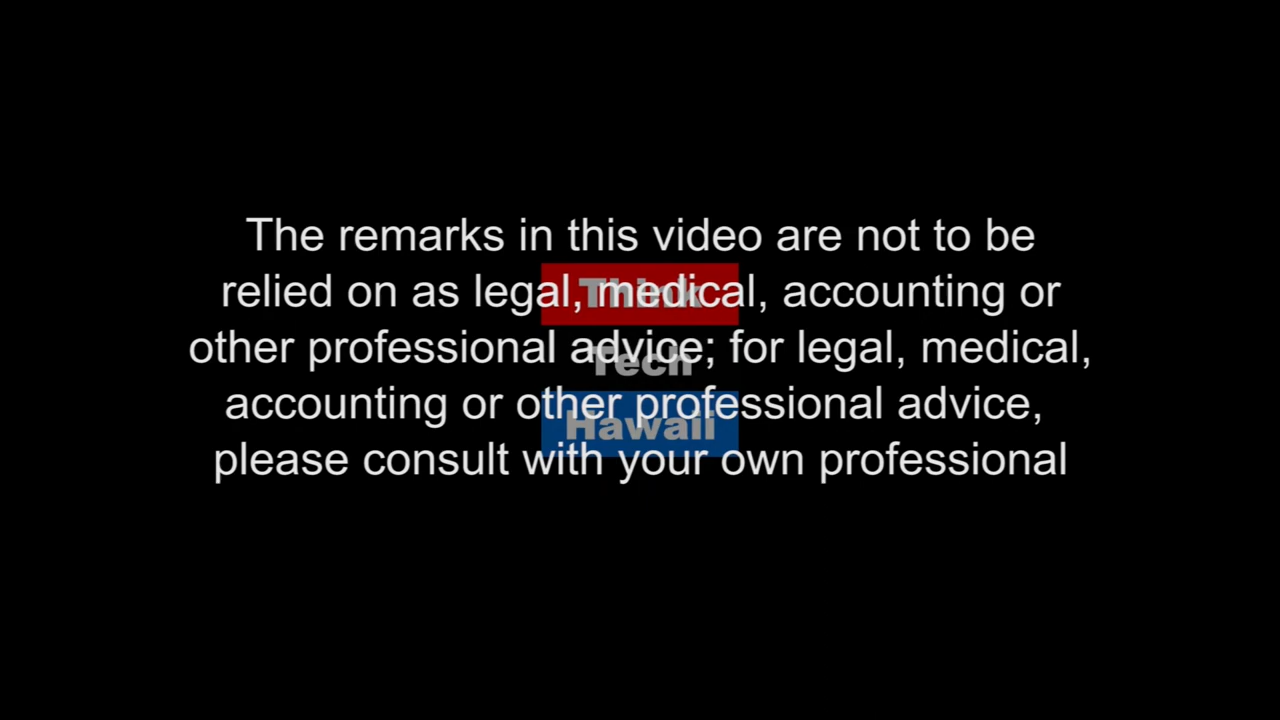 The remarks in this video are not to be
relied on as legal, medical, accounting or
other professional advice; for legal, medical,
accounting or other professional advice,
please consult with your own professional
Think
Tech
Hawaii